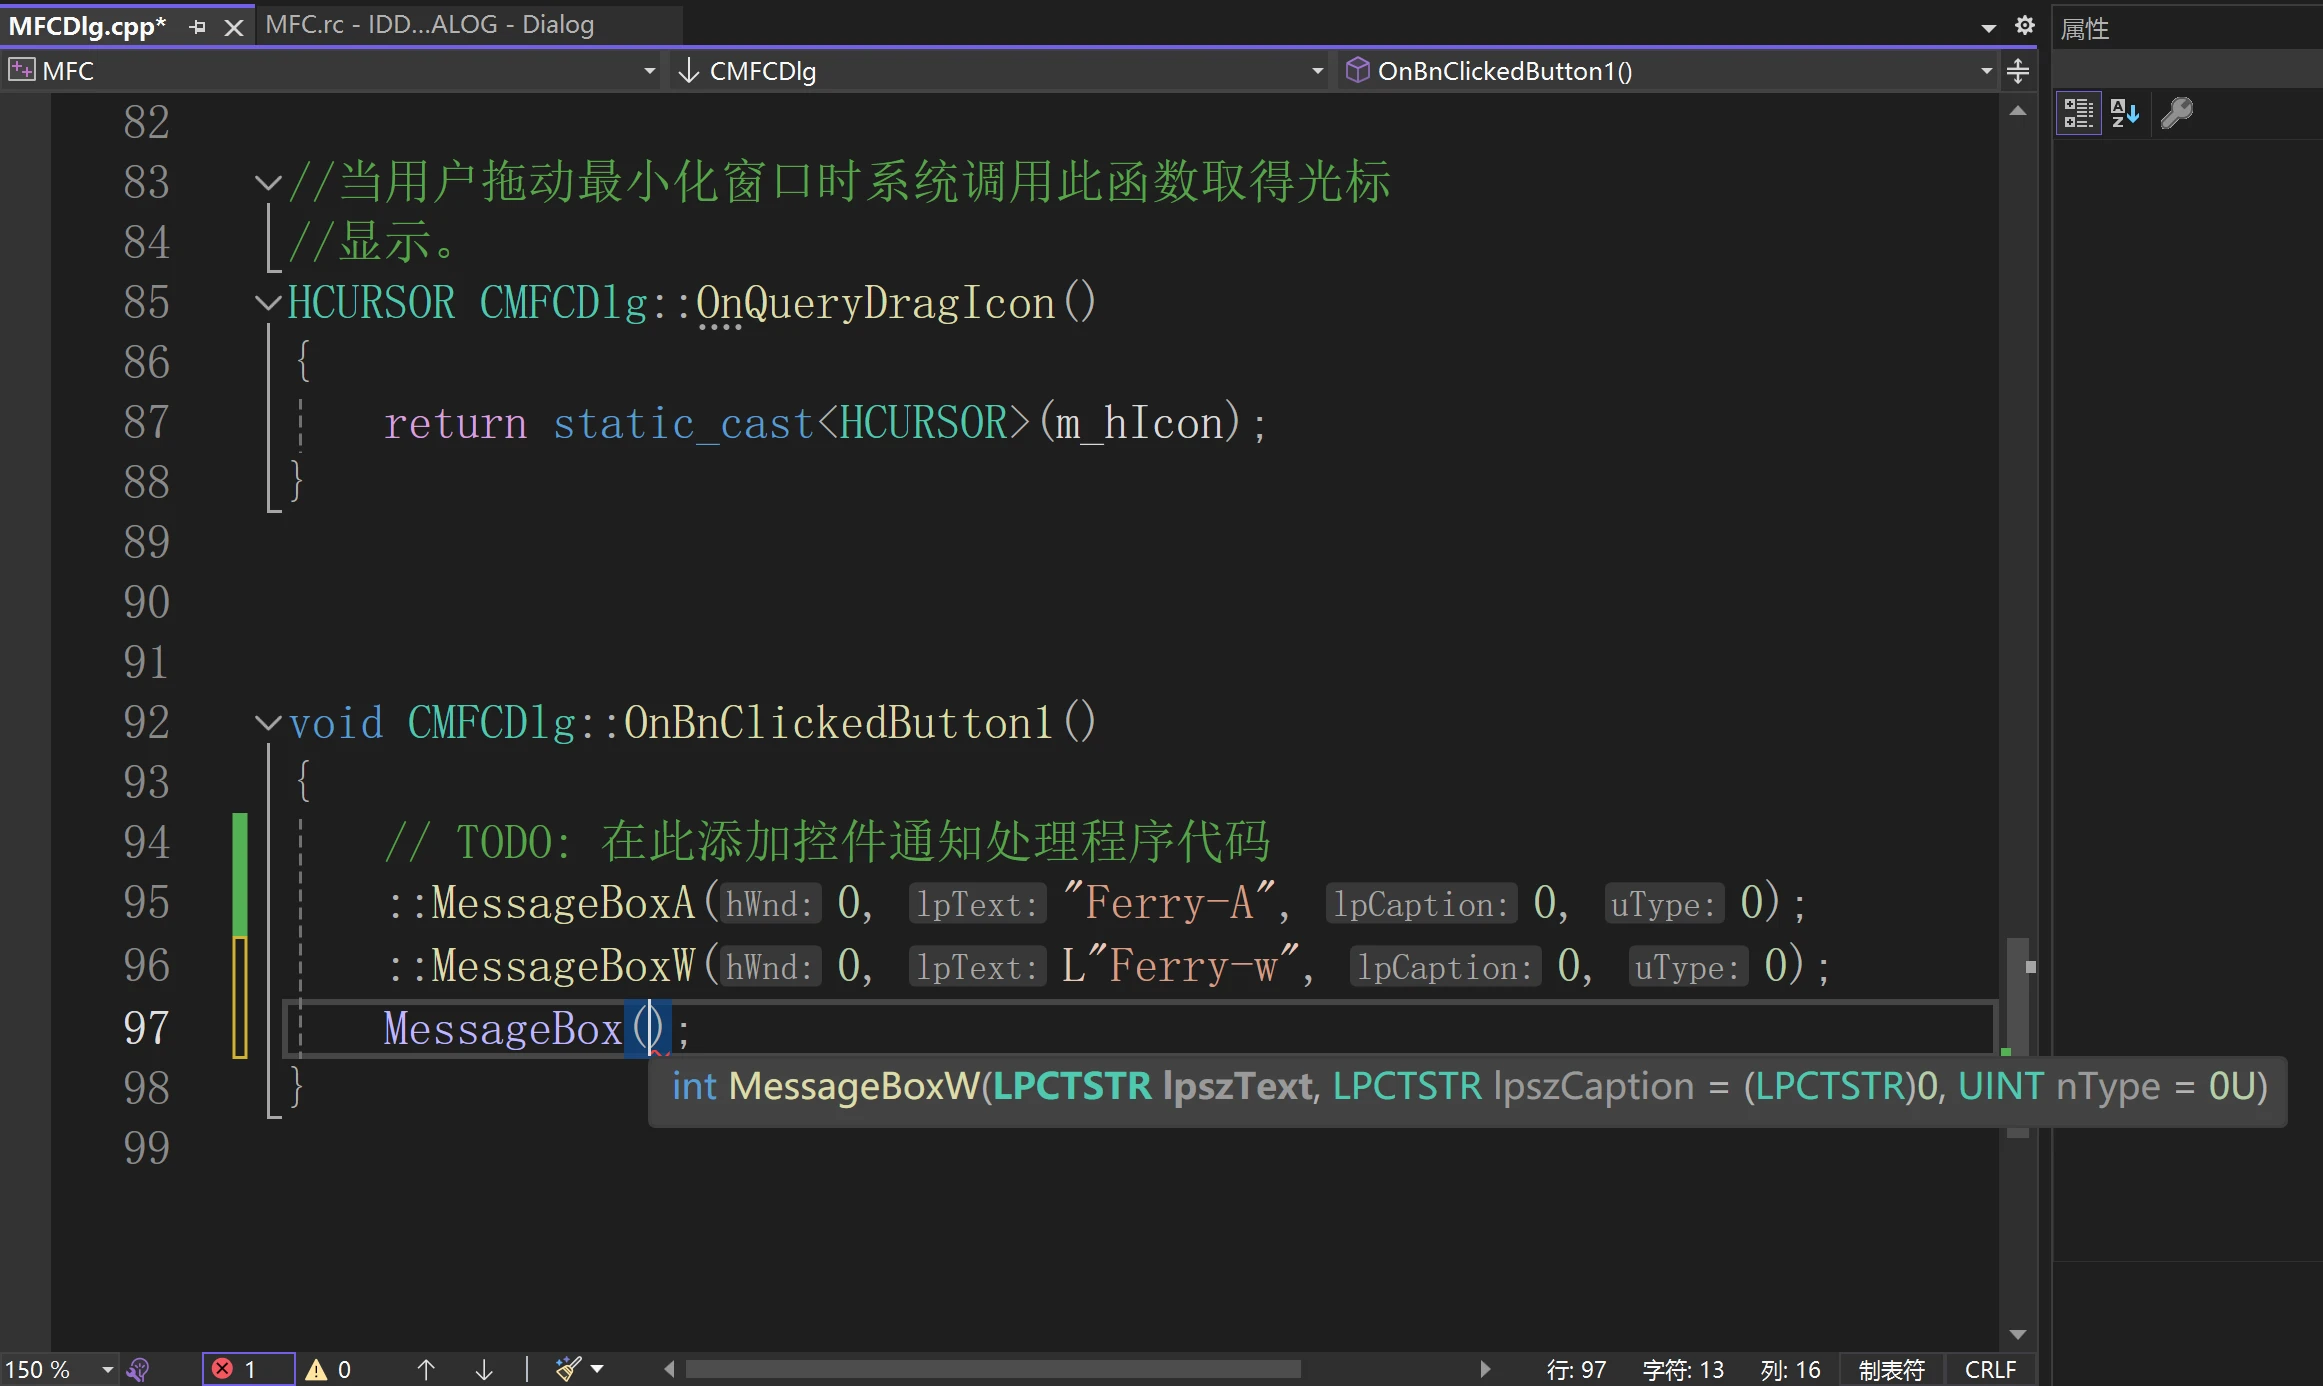 MFCDlg.cpp*
MFC.rc - IDD...ALOG - Dialog
属性
MFC
CMFCDlg
OnBnClickedButton1()
82
83 //当用户拖动最小化窗口时系统调用此函数取得光标
84 //显示。
85 HCURSOR CMFCDlg::OnQueryDragIcon()
86 {
87 return static_cast<HCURSOR>(m_hIcon);
88 }
89
90
91
92 void CMFCDlg::OnBnClickedButton1()
93 {
94 // TODO: 在此添加控件通知处理程序代码
95 ::MessageBoxA(hWnd: 0, lpText: "Ferry-A", lpCaption: 0, uType: 0);
96 ::MessageBoxW(hWnd: 0, lpText: L"Ferry-w", lpCaption: 0, uType: 0);
97 MessageBox();
98 }
int MessageBoxW(LPCTSTR lpszText, LPCTSTR lpszCaption = (LPCTSTR)0, UINT nType = 0U)
99
150 %
1
0
行: 97
字符: 13
列: 16
制表符
CRLF